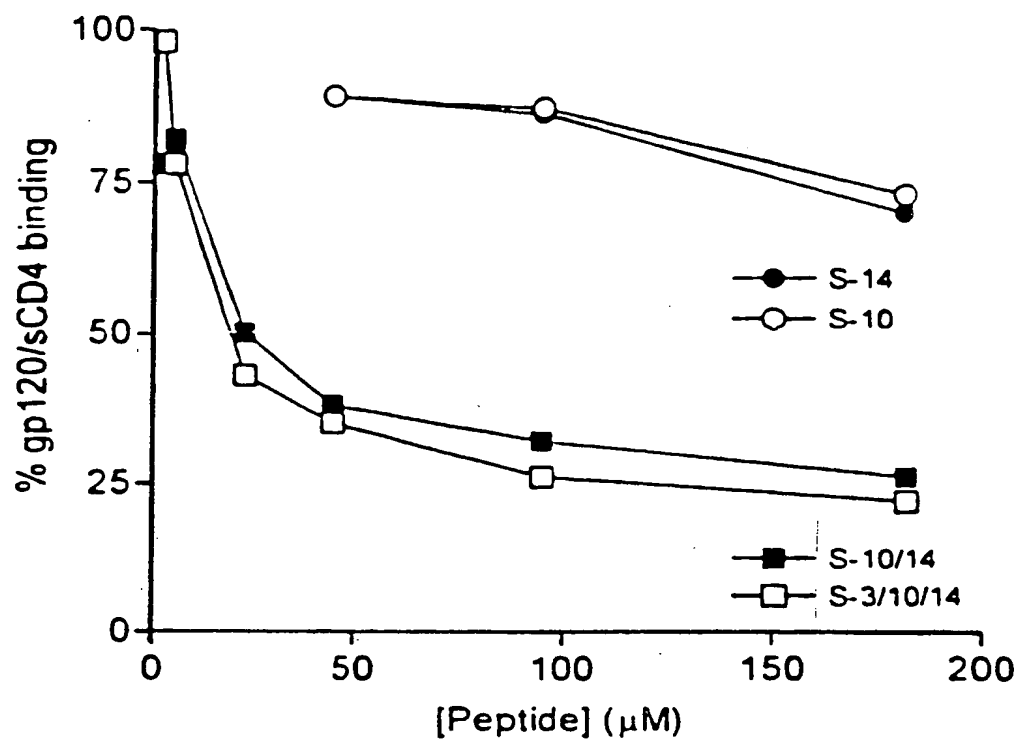 100
75
50
25
0
% gp120/sCD4 binding
S-14
S-10
S-10/14
S-3/10/14
0 50 100 150 200
[Peptide] (μM)